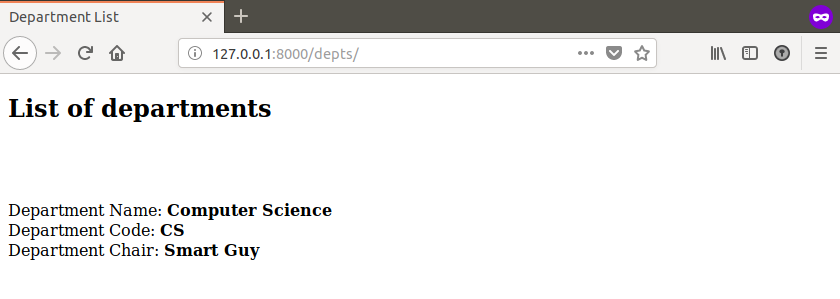 Department List
127.0.0.1:8000/depts/
List of departments
Department Name: Computer Science
Department Code: CS
Department Chair: Smart Guy